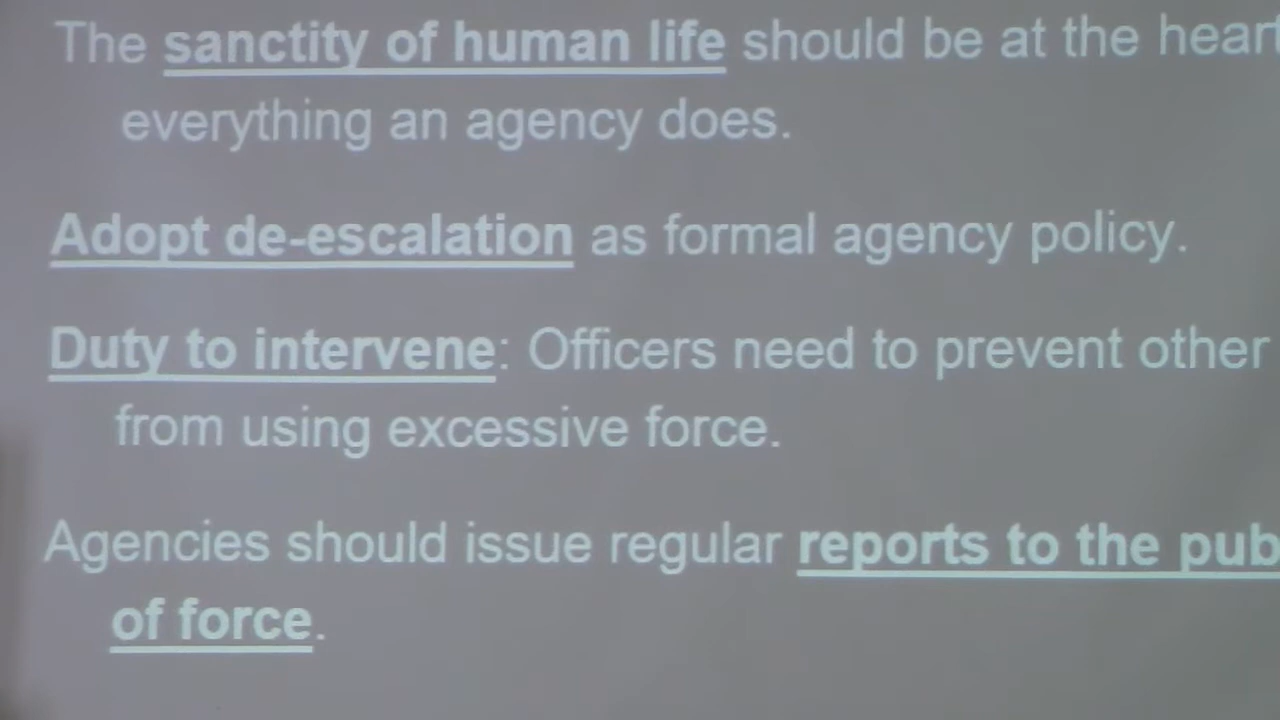 The sanctity of human life should be at the heart
everything an agency does.
Adopt de-escalation as formal agency policy.
Duty to intervene: Officers need to prevent other
from using excessive force.
Agencies should issue regular reports to the pub
of force.